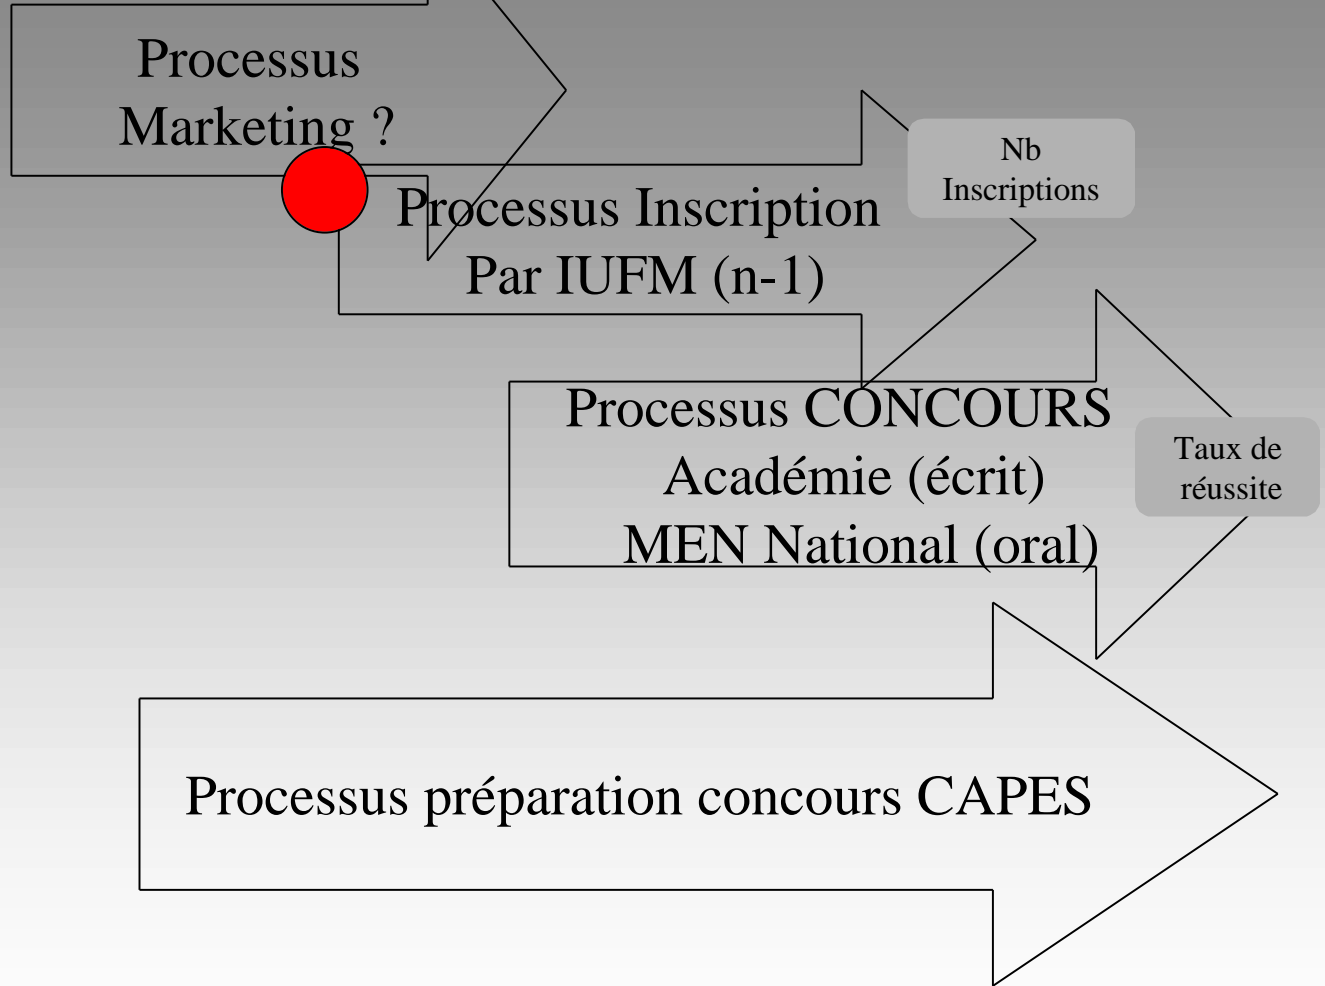 Processus
Marketing ?
Nb
Inscriptions
Processus Inscription
Par IUFM (n-1)
Processus CONCOURS
Académie (écrit)
MEN National (oral)
Taux de
réussite
Processus préparation concours CAPES